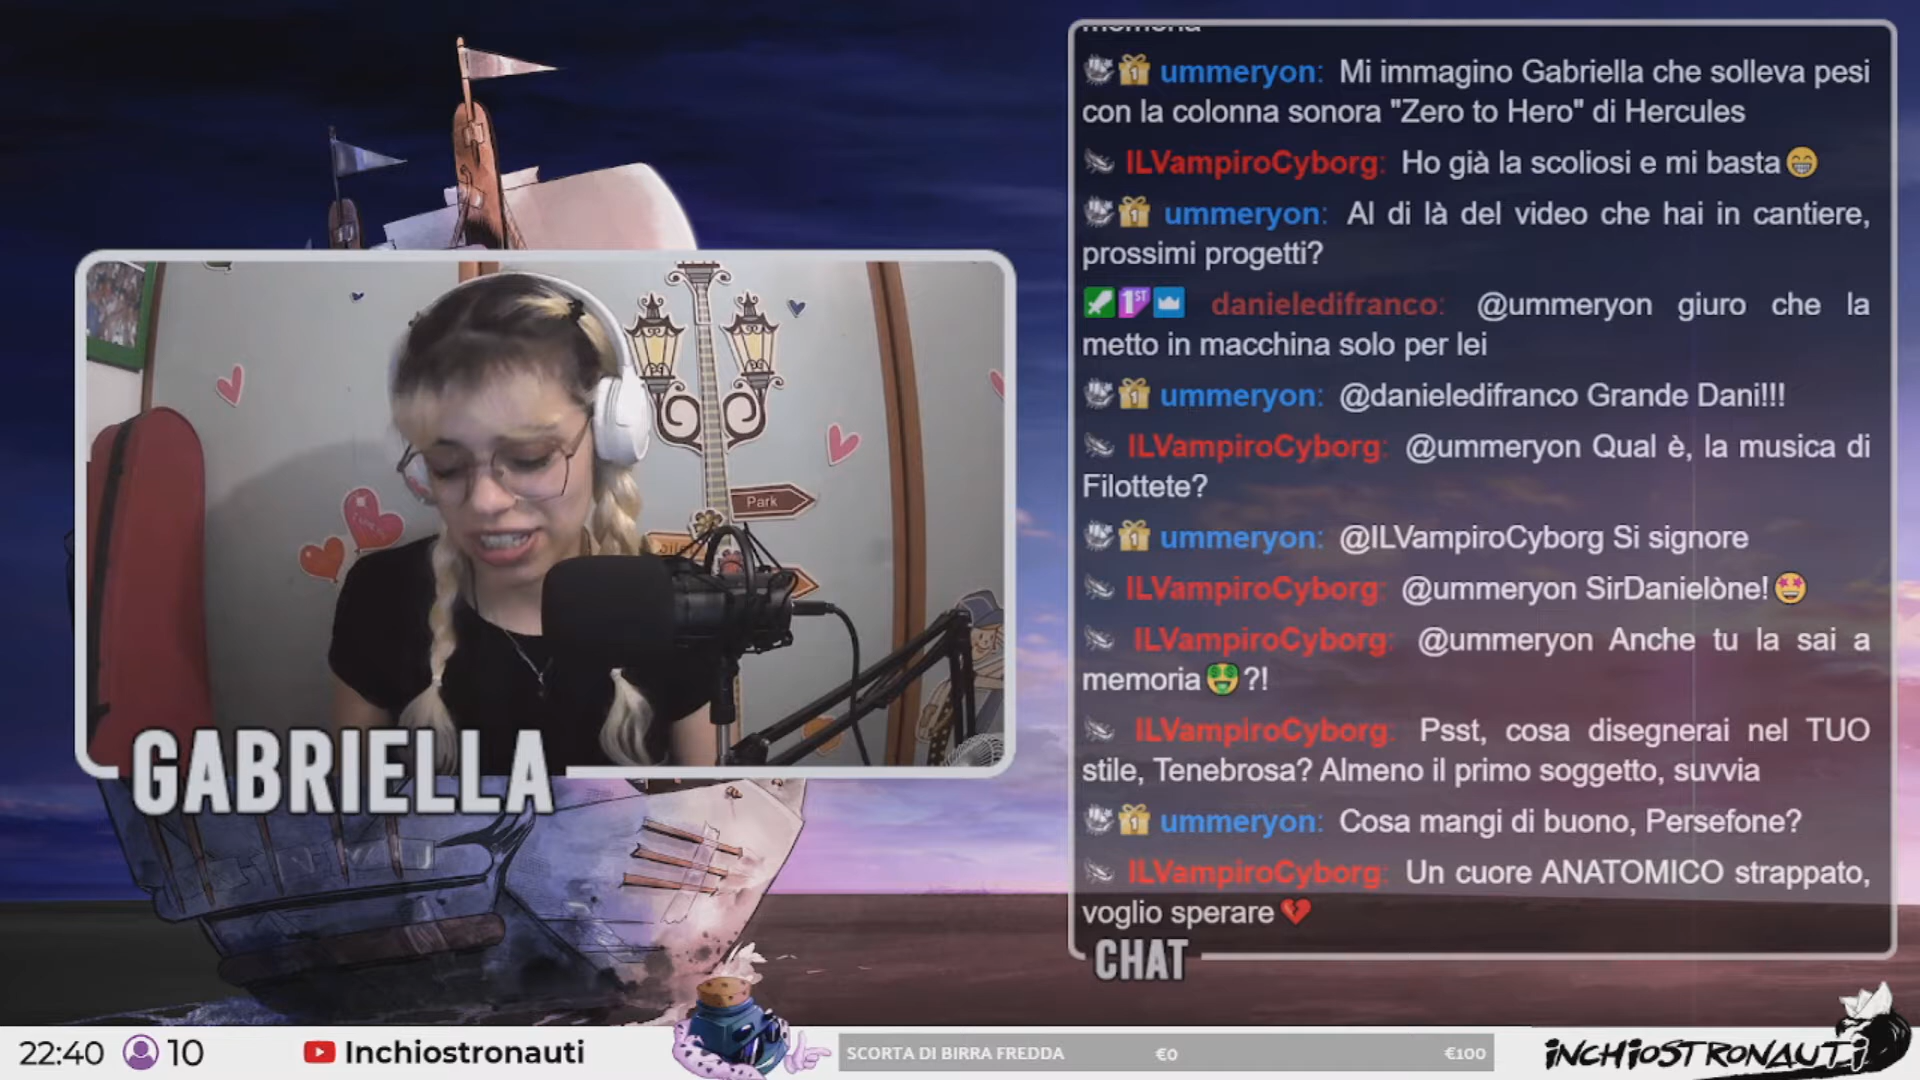 memoria
ummeryon: Mi immagino Gabriella che solleva pesi
con la colonna sonora "Zero to Hero" di Hercules
ILVampiroCyborg: Ho già la scoliosi e mi basta
ummeryon: Al di là del video che hai in cantiere,
prossimi progetti?
1ST danieledifranco: @ummeryon giuro che la
metto in macchina solo per lei
ummeryon: @danieledifranco Grande Dani!!!
ILVampiroCyborg: @ummeryon Qual è, la musica di
Filottete?
ummeryon: @ILVampiroCyborg Si signore
ILVampiroCyborg: @ummeryon SirDanielòne!
ILVampiroCyborg: @ummeryon Anche tu la sai a
memoria ?!
ILVampiroCyborg: Psst, cosa disegnerai nel TUO
stile, Tenebrosa? Almeno il primo soggetto, suvvia
ummeryon: Cosa mangi di buono, Persefone?
ILVampiroCyborg: Un cuore ANATOMICO strappato,
voglio sperare
CHAT
Park
GABRIELLA
22:40 10 Inchiostronauti
SCORTA DI BIRRA FREDDA €0 €100
INCHIOSTRONAUTI